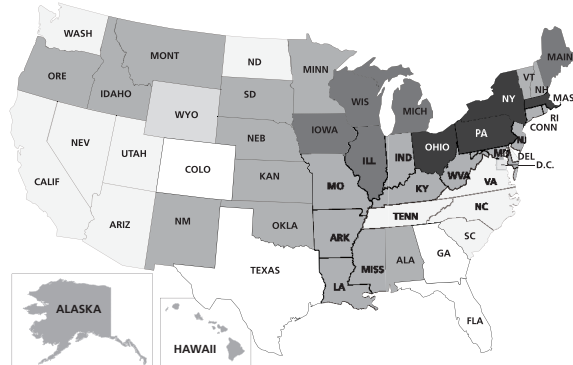 WASH
MONT
ND
MINN
MAIN
ORE
IDAHO
SD
WIS
MICH
VT
NH
NY
MAS
RI
CONN
WYO
IOWA
NEB
PA
NJ
NEV
UTAH
COLO
ILL
IND
OHIO
MD
DEL
D.C.
CALIF
KAN
MO
KY
WVA
VA
ARIZ
NM
OKLA
ARK
TENN
NC
SC
TEXAS
LA
MISS
ALA
GA
ALASKA
HAWAII
FLA